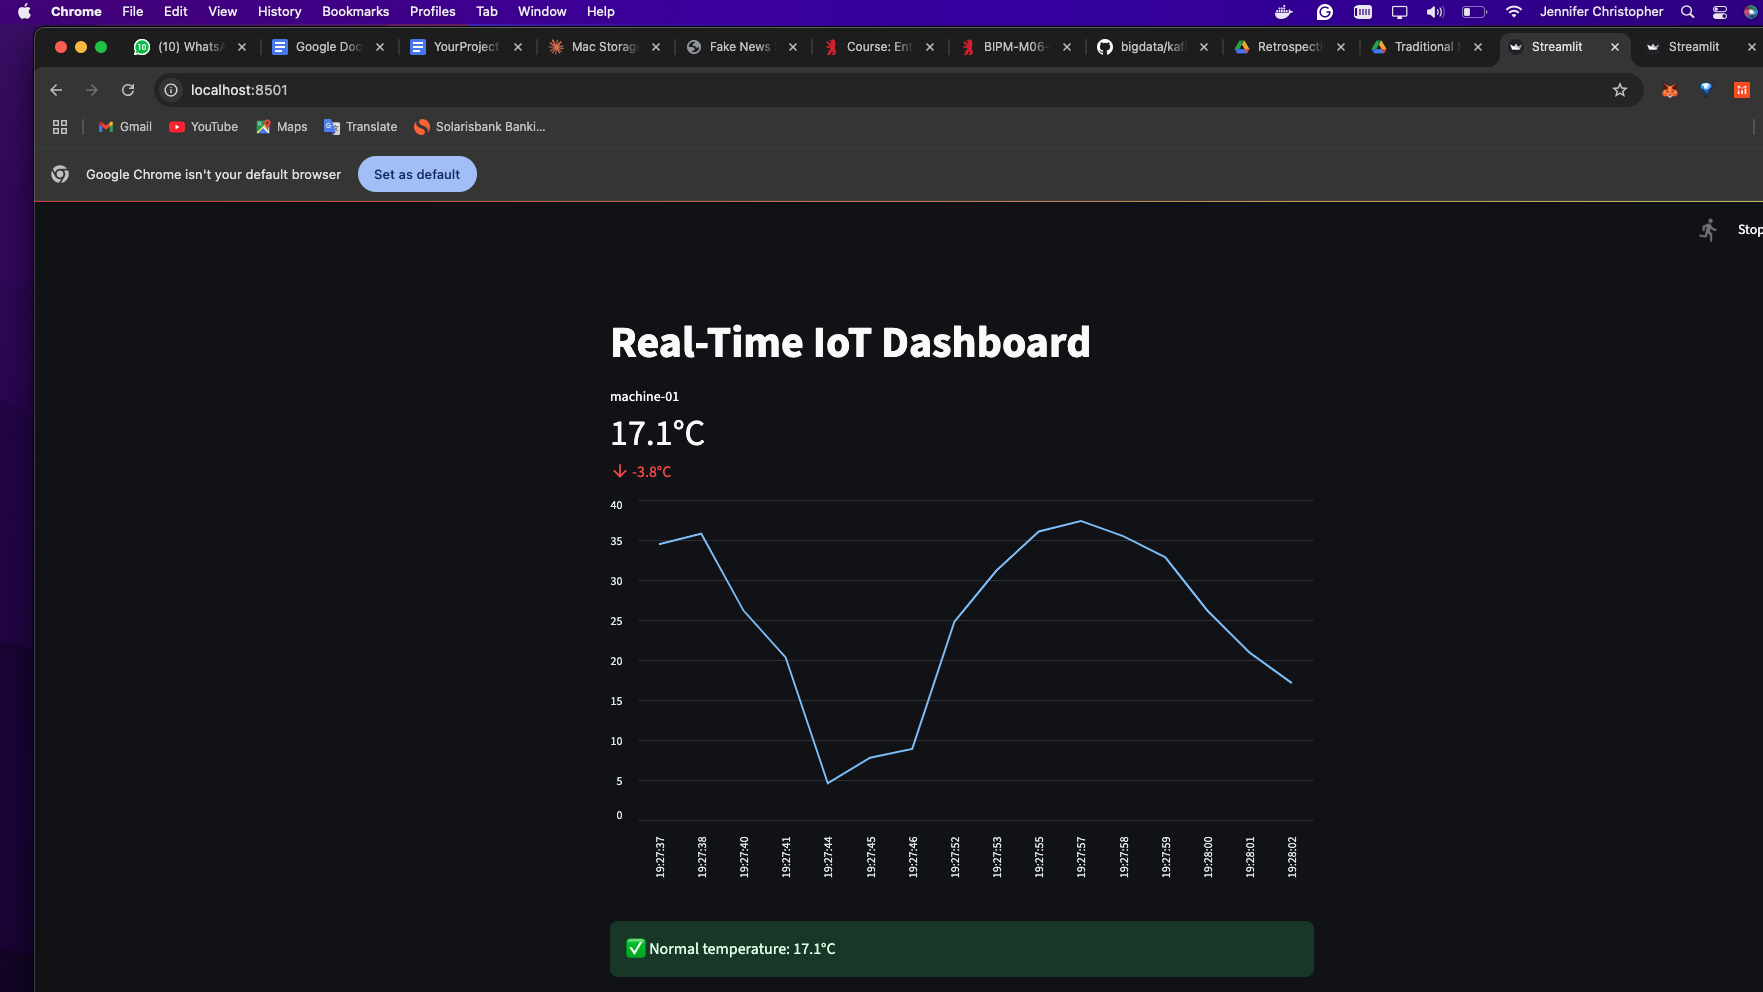 Chrome File Edit View History Bookmarks Profiles Tab Window Help Jennifer Christopher
(10) WhatsA Google Doc YourProject Mac Storag Fake News Course: Ent BIPM-M06- bigdata/kaf Retrospecti Traditional Streamlit Streamlit
localhost:8501
Gmail YouTube Maps Translate Solarisbank Banki...
Google Chrome isn't your default browser Set as default
Stop
Real-Time IoT Dashboard
machine-01
17.1°C
-3.8°C
40
35
30
25
20
15
10
5
0
19:27:37 19:27:38 19:27:40 19:27:41 19:27:44 19:27:45 19:27:46 19:27:52 19:27:53 19:27:55 19:27:57 19:27:58 19:27:59 19:28:00 19:28:01 19:28:02
✅ Normal temperature: 17.1°C